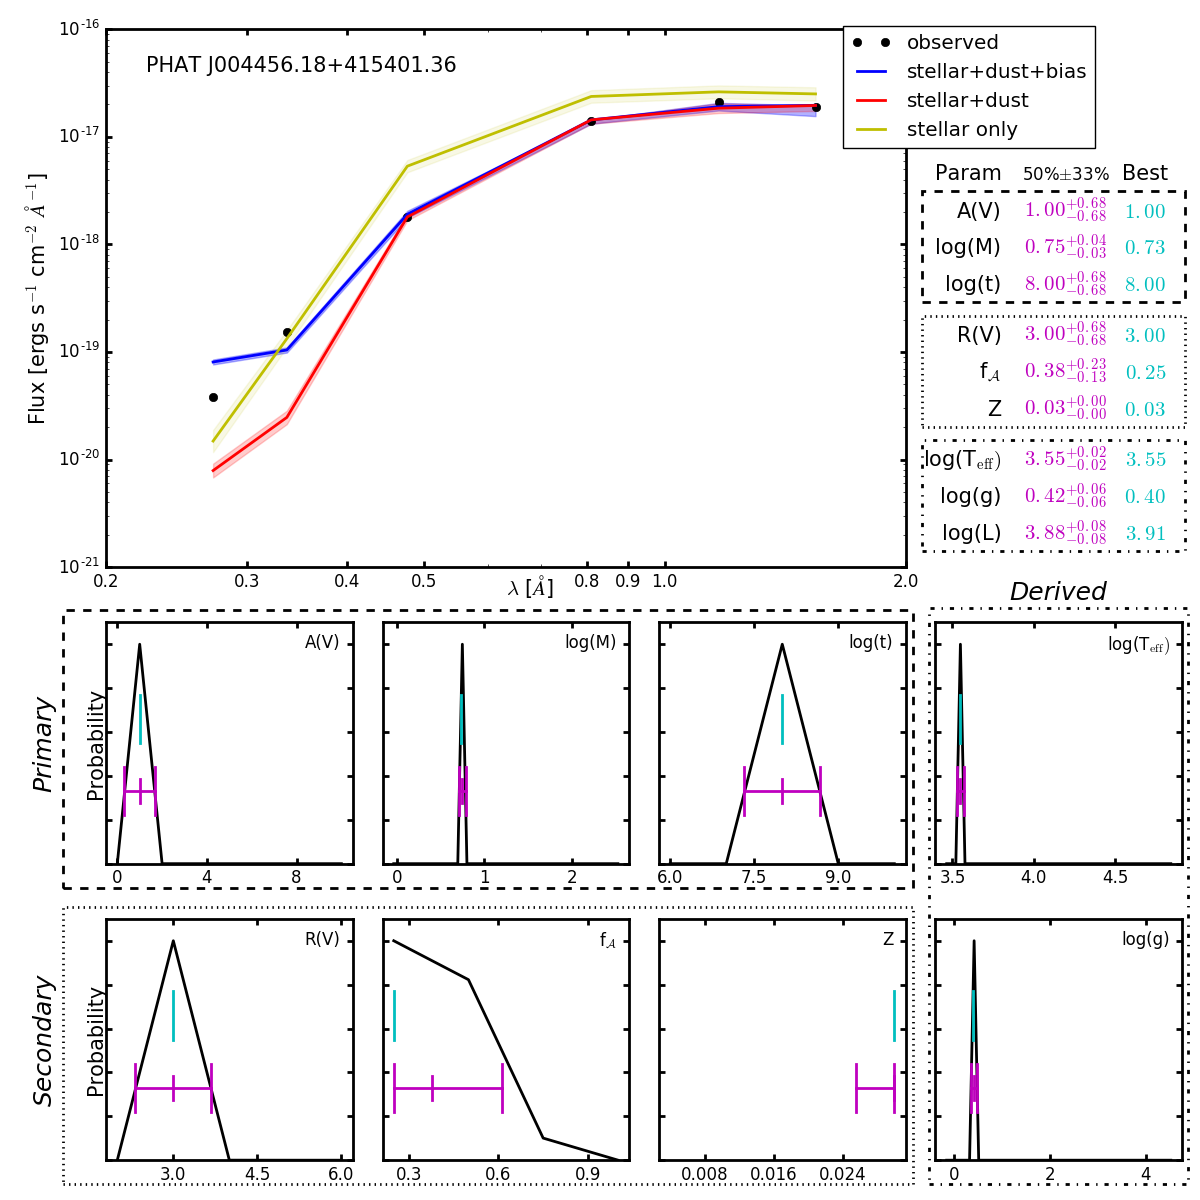 PHAT J004456.18+415401.36
observed
stellar+dust+bias
stellar+dust
stellar only
Flux [ergs s⁻¹ cm⁻² Å⁻¹]
10⁻¹⁶
10⁻¹⁷
10⁻¹⁸
10⁻¹⁹
10⁻²⁰
10⁻²¹
0.2 0.3 0.4 0.5 0.8 0.9 1.0 2.0
λ [Å]
Param 50%±33% Best
A(V) 1.00+0.68−0.68 1.00
log(M) 0.75+0.04−0.03 0.73
log(t) 8.00+0.68−0.68 8.00
R(V) 3.00+0.68−0.68 3.00
f𝒜 0.38+0.23−0.13 0.25
Z 0.03+0.00−0.00 0.03
log(Teff) 3.55+0.02−0.02 3.55
log(g) 0.42+0.06−0.06 0.40
log(L) 3.88+0.08−0.08 3.91
Derived
Primary
Probability
A(V)
0 4 8
log(M)
0 1 2
log(t)
6.0 7.5 9.0
log(Teff)
3.5 4.0 4.5
Secondary
Probability
R(V)
3.0 4.5 6.0
f𝒜
0.3 0.6 0.9
Z
0.008 0.016 0.024
log(g)
0 2 4